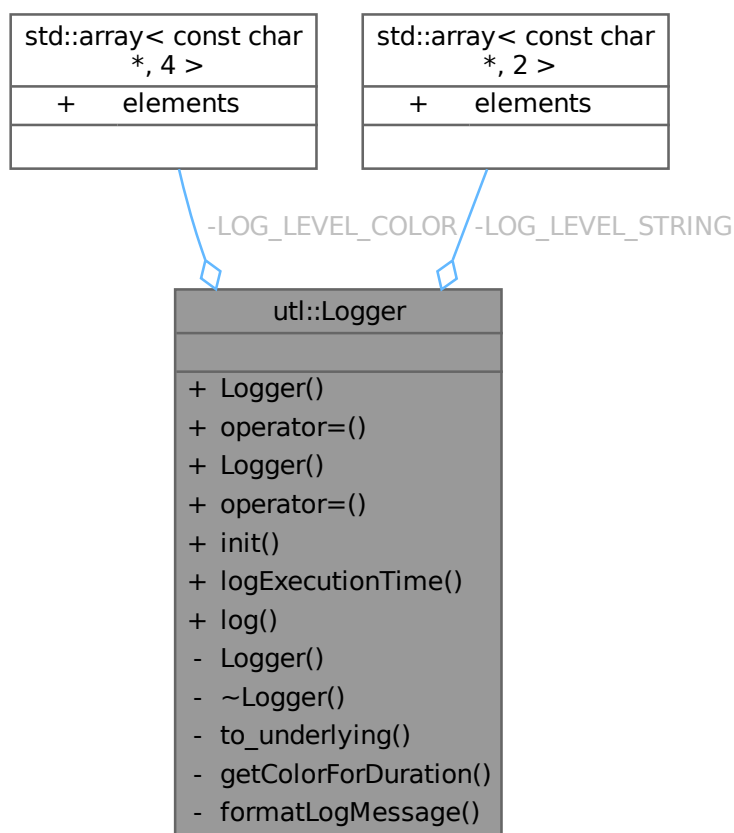 std::array< const char
*, 4 >
+ elements
std::array< const char
*, 2 >
+ elements
-LOG_LEVEL_COLOR
-LOG_LEVEL_STRING
utl::Logger
+ Logger()
+ operator=()
+ Logger()
+ operator=()
+ init()
+ logExecutionTime()
+ log()
- Logger()
- ~Logger()
- to_underlying()
- getColorForDuration()
- formatLogMessage()